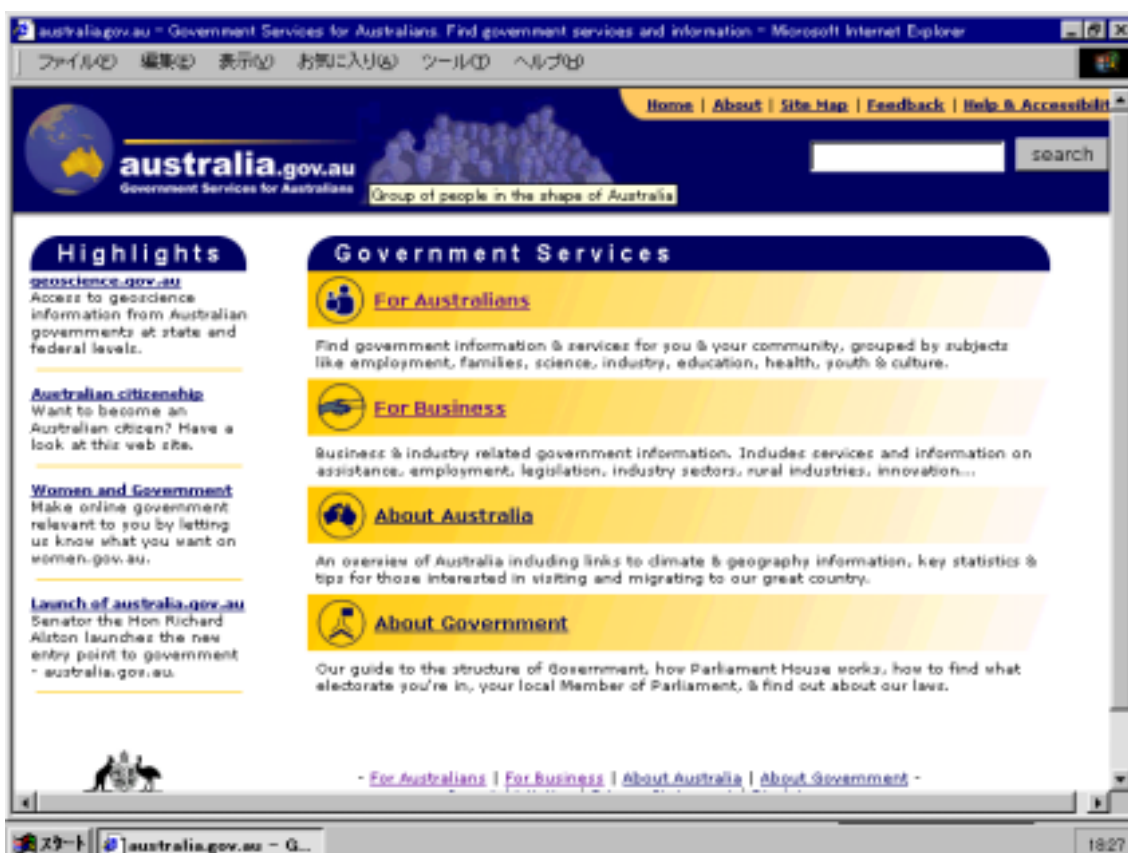 australia.gov.au - Government Services for Australians. Find government services and information - Microsoft Internet Explorer
ファイル(F) 編集(E) 表示(V) お気に入り(A) ツール(T) ヘルプ(H)
Home | About | Site Map | Feedback | Help & Accessibilit
australia.gov.au
Government Services for Australians
search
Group of people in the shape of Australia
Highlights
geoscience.gov.au
Access to geoscience
information from Australian
governments at state and
federal levels.
Australian citizenship
Want to become an
Australian citizen? Have a
look at this web site.
Women and Government
Make online government
relevant to you by letting
us know what you want on
women.gov.au.
Launch of australia.gov.au
Senator the Hon Richard
Alston launches the new
entry point to government
- australia.gov.au.
Government Services
For Australians
Find government information & services for you & your community, grouped by subjects
like employment, families, science, industry, education, health, youth & culture.
For Business
Business & industry related government information. Includes services and information on
assistance, employment, legislation, industry sectors, rural industries, innovation...
About Australia
An overview of Australia including links to climate & geography information, key statistics &
tips for those interested in visiting and migrating to our great country.
About Government
Our guide to the structure of Government, how Parliament House works, how to find what
electorate you're in, your local Member of Parliament, & find out about our laws.
- For Australians | For Business | About Australia | About Government -
スタート
australia.gov.au - G...
18:27